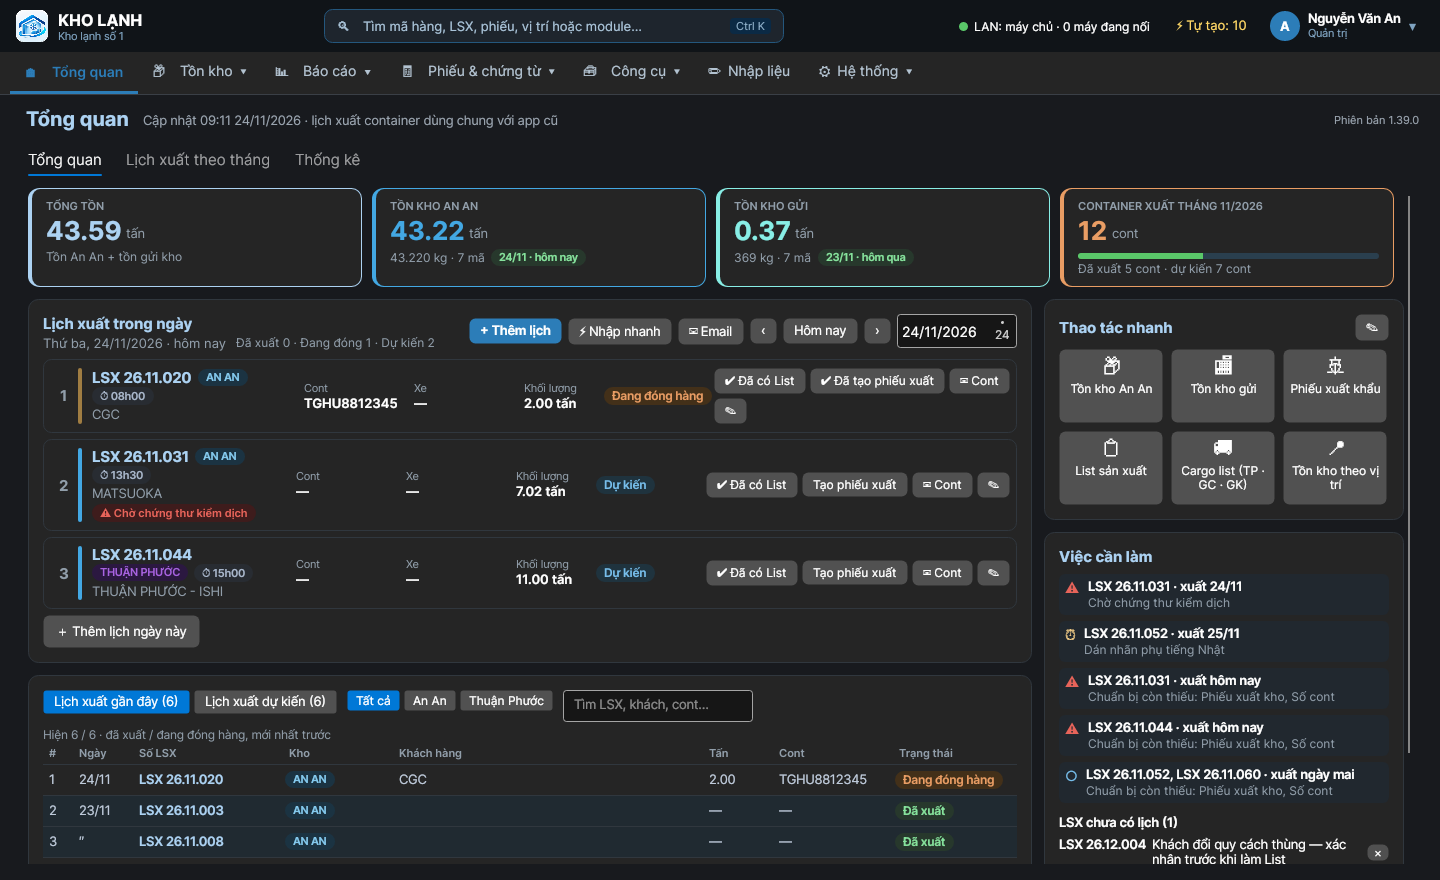 KHO LẠNH
Kho lạnh số 1
Tìm mã hàng, LSX, phiếu, vị trí hoặc module...
Ctrl K
LAN: máy chủ · 0 máy đang nối
⚡Tự tạo: 10
A
Nguyễn Văn An
Quản trị
Tổng quan
Tồn kho
Báo cáo
Phiếu & chứng từ
Công cụ
Nhập liệu
Hệ thống
Tổng quan
Cập nhật 09:11 24/11/2026 · lịch xuất container dùng chung với app cũ
Phiên bản 1.39.0
Tổng quan
Lịch xuất theo tháng
Thống kê
TỔNG TỒN
43.59 tấn
Tồn An An + tồn gửi kho
TỒN KHO AN AN
43.22 tấn
43.220 kg · 7 mã
24/11 · hôm nay
TỒN KHO GỬI
0.37 tấn
369 kg · 7 mã
23/11 · hôm qua
CONTAINER XUẤT THÁNG 11/2026
12 cont
Đã xuất 5 cont · dự kiến 7 cont
Lịch xuất trong ngày
Thứ ba, 24/11/2026 · hôm nay
Đã xuất 0 · Đang đóng 1 · Dự kiến 2
+ Thêm lịch
⚡Nhập nhanh
Email
‹
Hôm nay
›
24/11/2026
24
1
LSX 26.11.020
AN AN
08h00
CGC
Cont
TGHU8812345
Xe
—
Khối lượng
2.00 tấn
Đang đóng hàng
✔ Đã có List
✔ Đã tạo phiếu xuất
Cont
✎
2
LSX 26.11.031
AN AN
13h30
MATSUOKA
⚠ Chờ chứng thư kiểm dịch
Cont
—
Xe
—
Khối lượng
7.02 tấn
Dự kiến
✔ Đã có List
Tạo phiếu xuất
Cont
✎
3
LSX 26.11.044
THUẬN PHƯỚC
15h00
THUẬN PHƯỚC - ISHI
Cont
—
Xe
—
Khối lượng
11.00 tấn
Dự kiến
✔ Đã có List
Tạo phiếu xuất
Cont
✎
+ Thêm lịch ngày này
Thao tác nhanh
✎
Tồn kho An An
Tồn kho gửi
Phiếu xuất khẩu
List sản xuất
Cargo list (TP ·
GC · GK)
Tồn kho theo vị
trí
Việc cần làm
LSX 26.11.031 · xuất 24/11
Chờ chứng thư kiểm dịch
LSX 26.11.052 · xuất 25/11
Dán nhãn phụ tiếng Nhật
LSX 26.11.031 · xuất hôm nay
Chuẩn bị còn thiếu: Phiếu xuất kho, Số cont
LSX 26.11.044 · xuất hôm nay
Chuẩn bị còn thiếu: Phiếu xuất kho, Số cont
LSX 26.11.052, LSX 26.11.060 · xuất ngày mai
Chuẩn bị còn thiếu: Phiếu xuất kho, Số cont
LSX chưa có lịch (1)
LSX 26.12.004 Khách đổi quy cách thùng — xác
nhận trước khi làm List
×
Lịch xuất gần đây (6)
Lịch xuất dự kiến (6)
Tất cả
An An
Thuận Phước
Tìm LSX, khách, cont...
Hiện 6 / 6 · đã xuất / đang đóng hàng, mới nhất trước
# Ngày Số LSX Kho Khách hàng Tấn Cont Trạng thái
1 24/11 LSX 26.11.020 AN AN CGC 2.00 TGHU8812345 Đang đóng hàng
2 23/11 LSX 26.11.003 AN AN — — Đã xuất
3 " LSX 26.11.008 AN AN — — Đã xuất